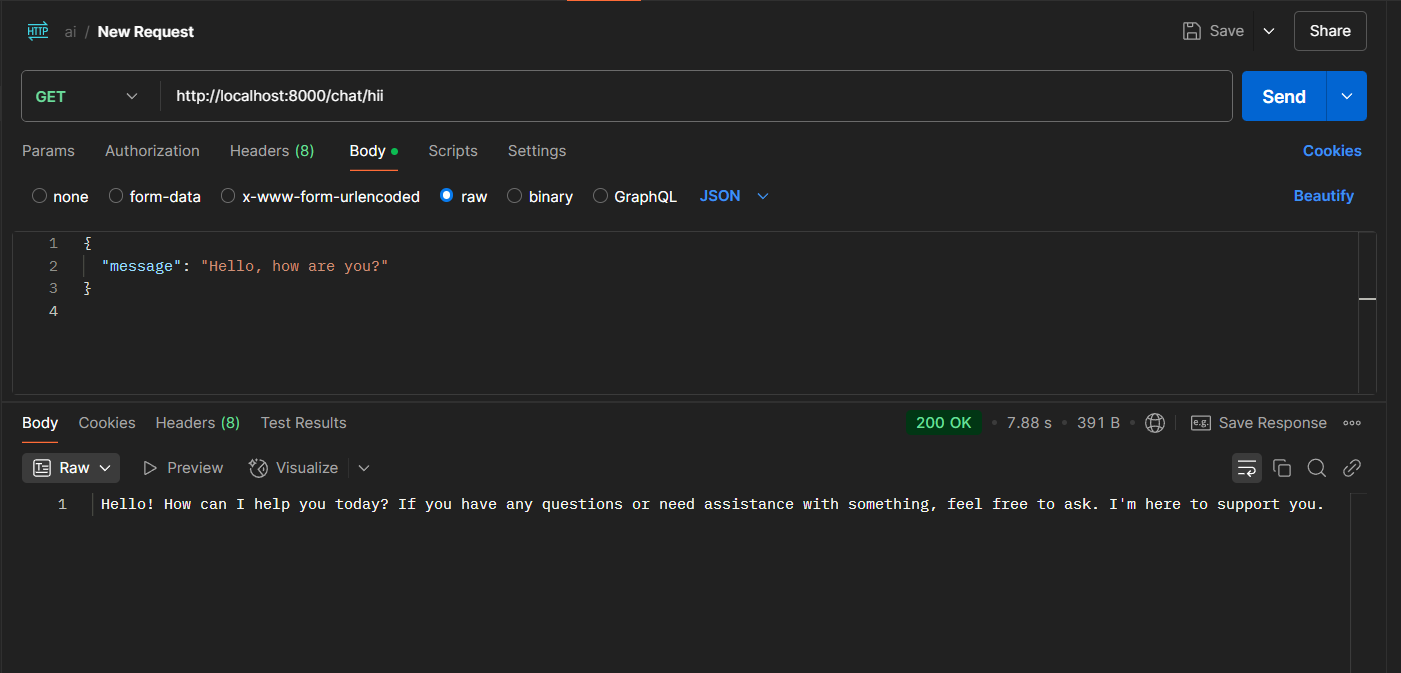 HTTP ai / New Request Save Share
GET http://localhost:8000/chat/hii Send
Params Authorization Headers (8) Body Scripts Settings Cookies
none form-data x-www-form-urlencoded raw binary GraphQL JSON Beautify
1 {
2 "message": "Hello, how are you?"
3 }
4
Body Cookies Headers (8) Test Results 200 OK • 7.88 s • 391 B • e.g. Save Response
Raw Preview Visualize
1 Hello! How can I help you today? If you have any questions or need assistance with something, feel free to ask. I'm here to support you.